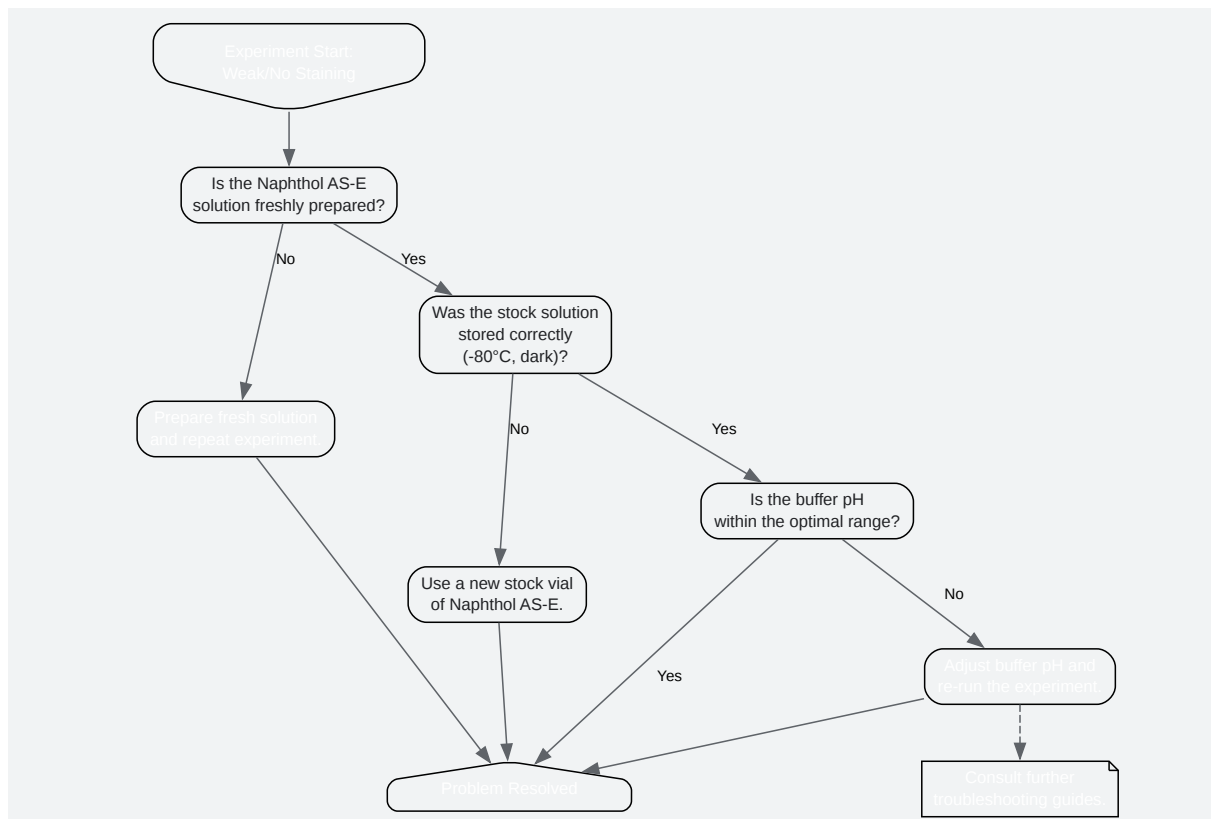 Experiment Start:
Weak/No Staining
Is the Naphthol AS-E
solution freshly prepared?
No
Yes
Was the stock solution
stored correctly
(-80°C, dark)?
Prepare fresh solution
and repeat experiment.
No
Yes
Is the buffer pH
within the optimal range?
Use a new stock vial
of Naphthol AS-E.
No
Yes
Adjust buffer pH and
re-run the experiment.
Problem Resolved
Consult further
troubleshooting guides.